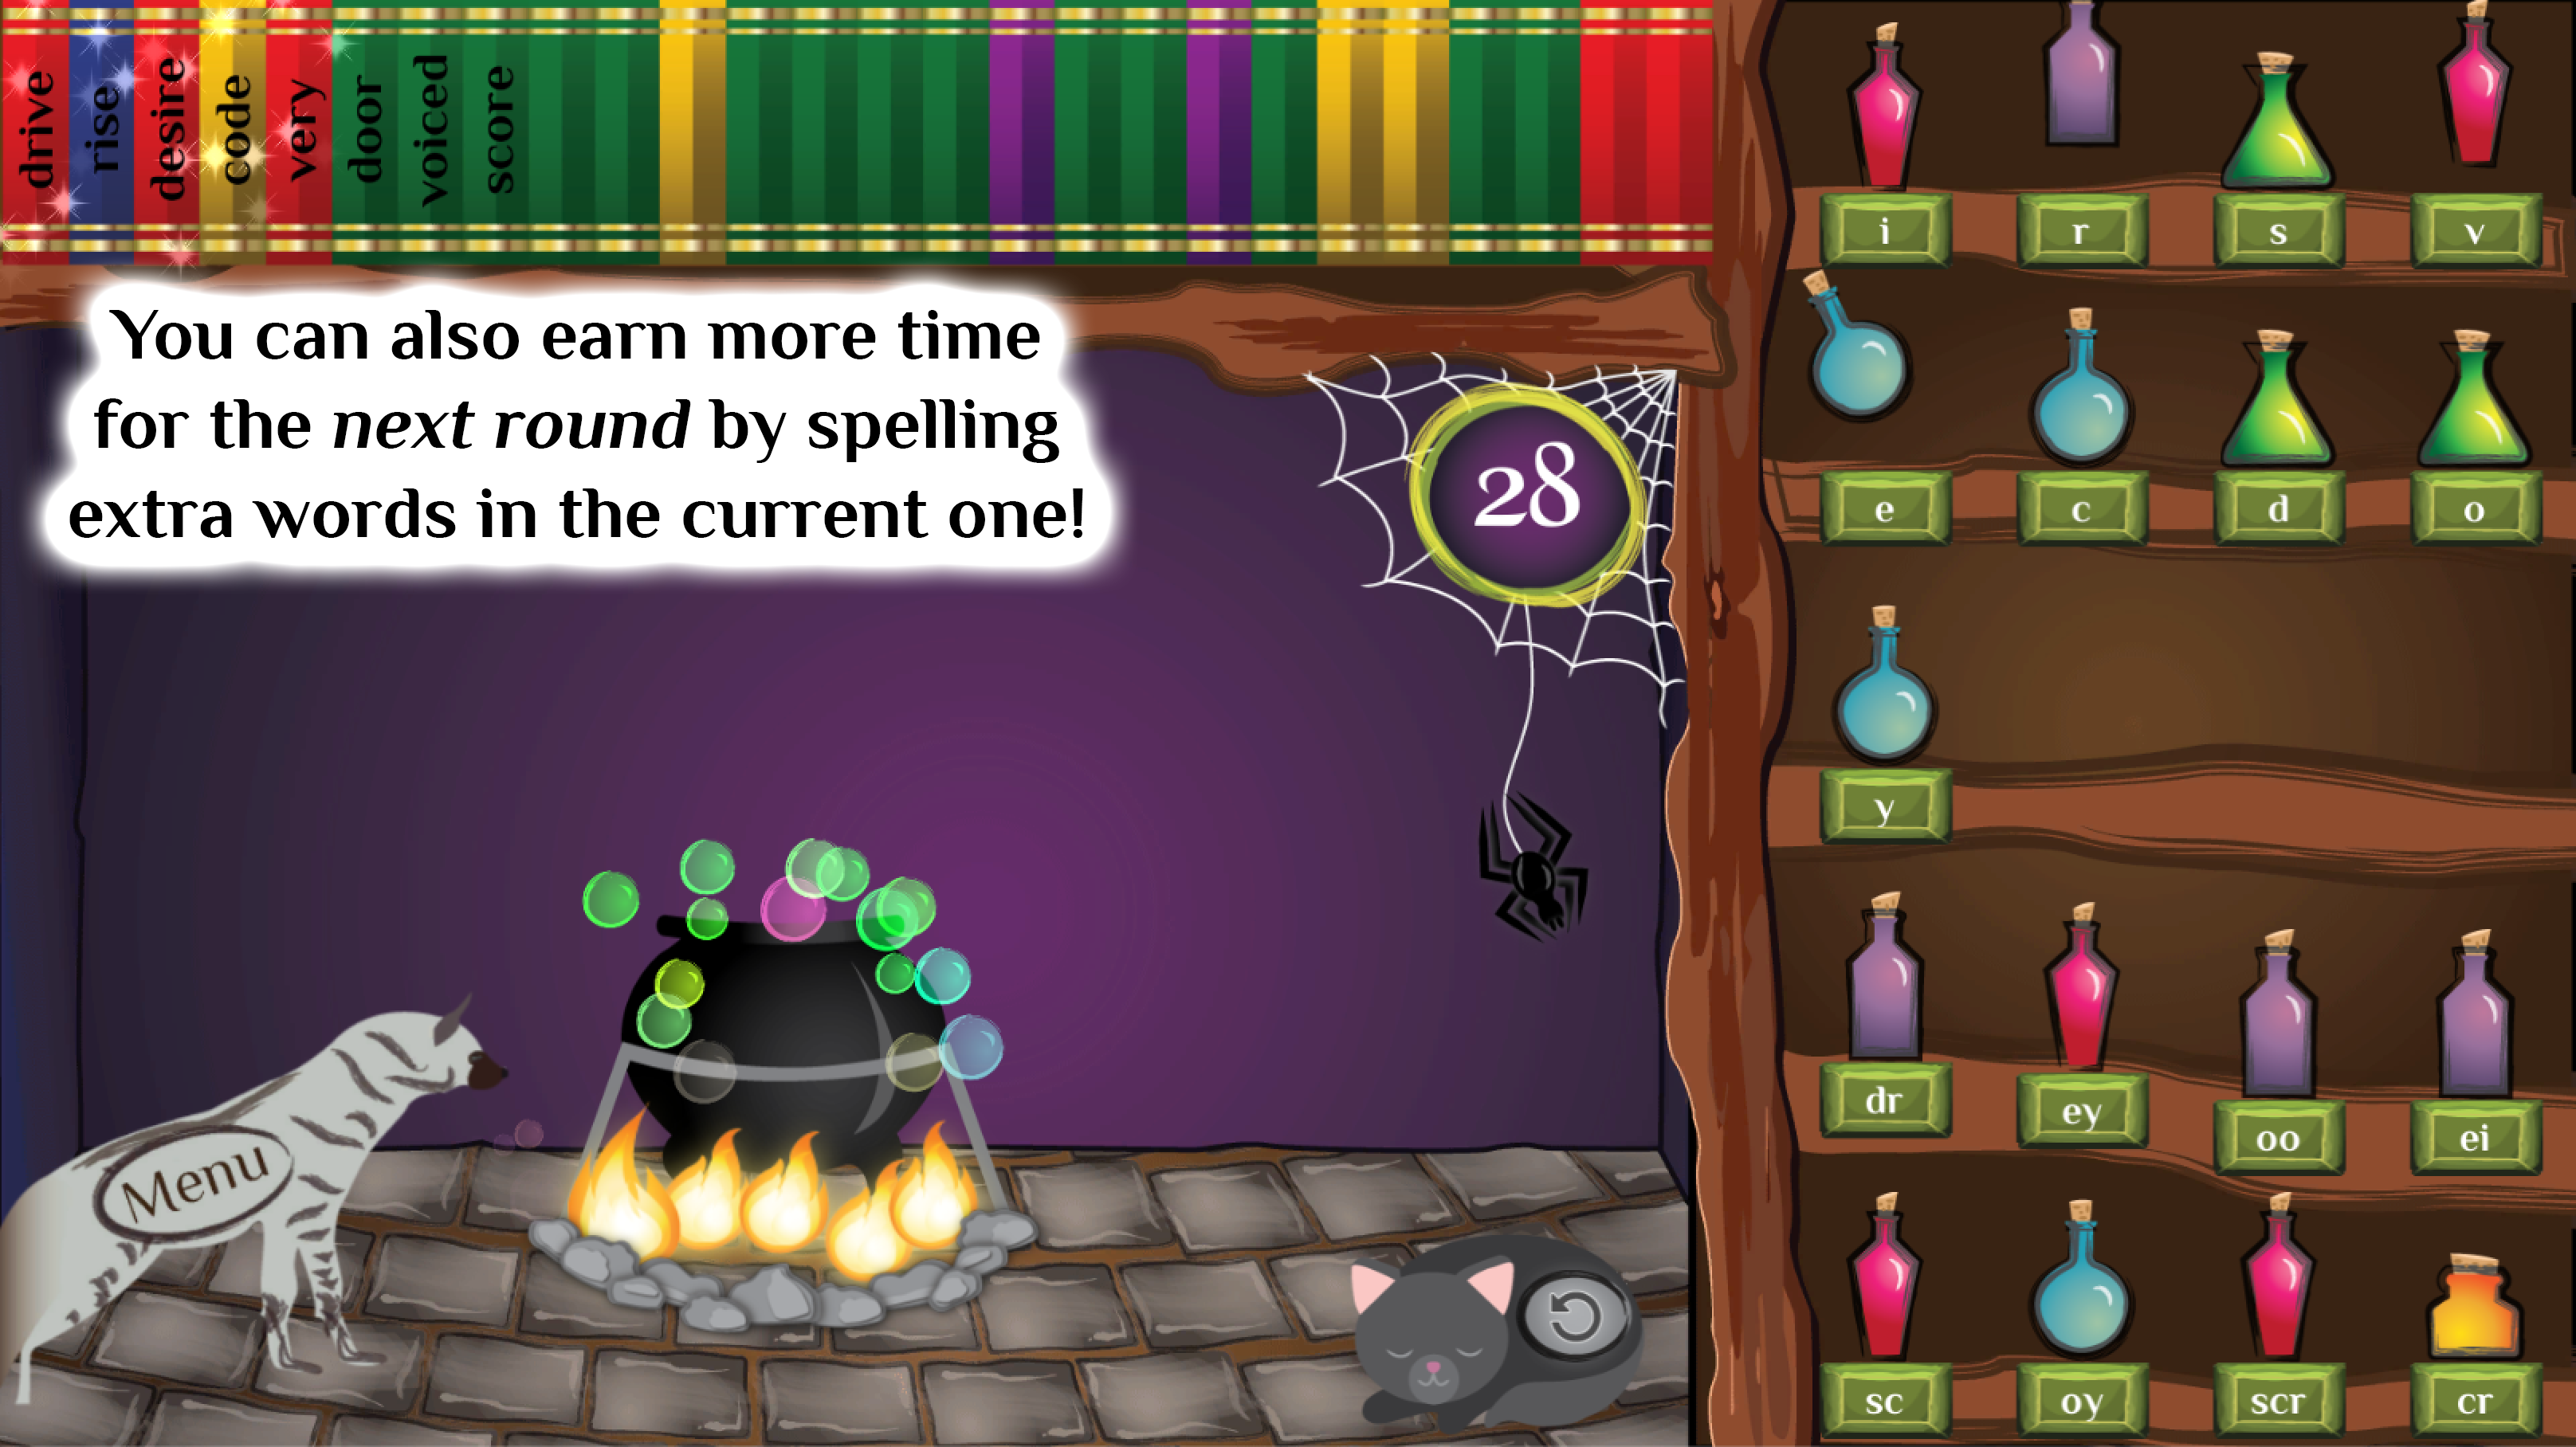 drive
rise
desire
code
very
door
voiced
score
You can also earn more time
for the next round by spelling
extra words in the current one!
28
Menu
i r s v
e c d o
y
dr ey oo ei
sc oy scr cr